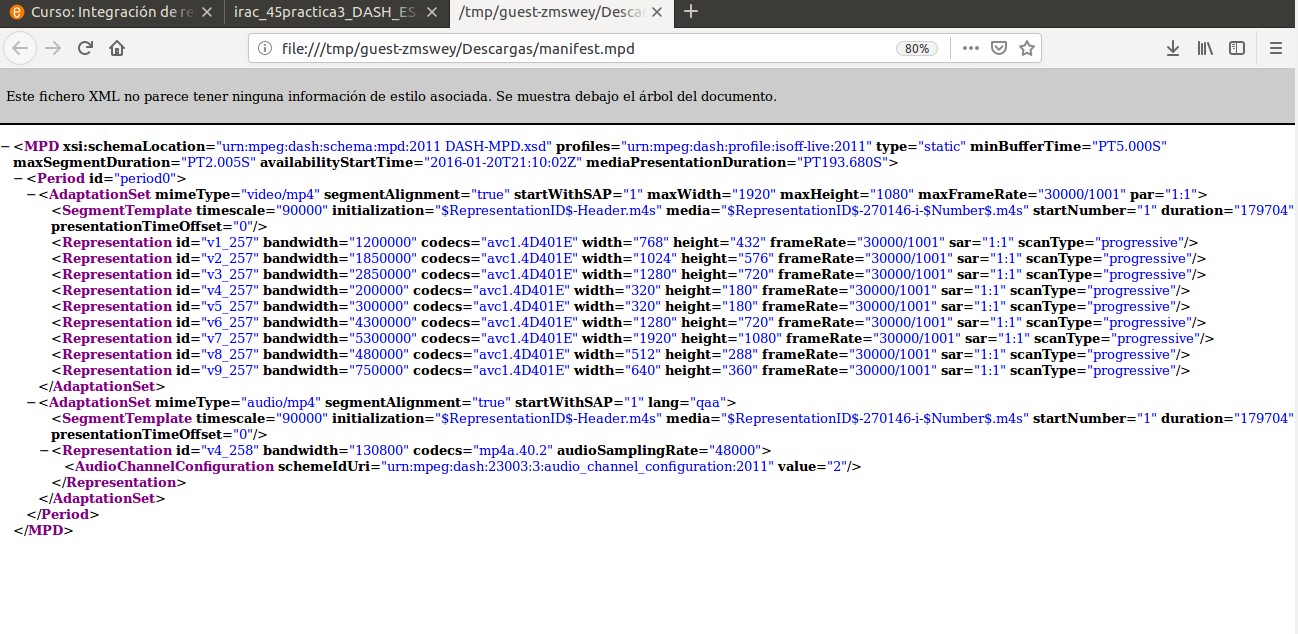 Curso: Integración de re
irac_45practica3_DASH_ES.
/tmp/guest-zmswey/Desca
file:///tmp/guest-zmswey/Descargas/manifest.mpd
80%
Este fichero XML no parece tener ninguna información de estilo asociada. Se muestra debajo el árbol del documento.
−<MPD xsi:schemaLocation="urn:mpeg:dash:schema:mpd:2011 DASH-MPD.xsd" profiles="urn:mpeg:dash:profile:isoff-live:2011" type="static" minBufferTime="PT5.000S"
maxSegmentDuration="PT2.005S" availabilityStartTime="2016-01-20T21:10:02Z" mediaPresentationDuration="PT193.680S">
−<Period id="period0">
−<AdaptationSet mimeType="video/mp4" segmentAlignment="true" startWithSAP="1" maxWidth="1920" maxHeight="1080" maxFrameRate="30000/1001" par="1:1">
<SegmentTemplate timescale="90000" initialization="$RepresentationID$-Header.m4s" media="$RepresentationID$-270146-i-$Number$.m4s" startNumber="1" duration="179704"
presentationTimeOffset="0"/>
<Representation id="v1_257" bandwidth="1200000" codecs="avc1.4D401E" width="768" height="432" frameRate="30000/1001" sar="1:1" scanType="progressive"/>
<Representation id="v2_257" bandwidth="1850000" codecs="avc1.4D401E" width="1024" height="576" frameRate="30000/1001" sar="1:1" scanType="progressive"/>
<Representation id="v3_257" bandwidth="2850000" codecs="avc1.4D401E" width="1280" height="720" frameRate="30000/1001" sar="1:1" scanType="progressive"/>
<Representation id="v4_257" bandwidth="200000" codecs="avc1.4D401E" width="320" height="180" frameRate="30000/1001" sar="1:1" scanType="progressive"/>
<Representation id="v5_257" bandwidth="300000" codecs="avc1.4D401E" width="320" height="180" frameRate="30000/1001" sar="1:1" scanType="progressive"/>
<Representation id="v6_257" bandwidth="4300000" codecs="avc1.4D401E" width="1280" height="720" frameRate="30000/1001" sar="1:1" scanType="progressive"/>
<Representation id="v7_257" bandwidth="5300000" codecs="avc1.4D401E" width="1920" height="1080" frameRate="30000/1001" sar="1:1" scanType="progressive"/>
<Representation id="v8_257" bandwidth="480000" codecs="avc1.4D401E" width="512" height="288" frameRate="30000/1001" sar="1:1" scanType="progressive"/>
<Representation id="v9_257" bandwidth="750000" codecs="avc1.4D401E" width="640" height="360" frameRate="30000/1001" sar="1:1" scanType="progressive"/>
</AdaptationSet>
−<AdaptationSet mimeType="audio/mp4" segmentAlignment="true" startWithSAP="1" lang="qaa">
<SegmentTemplate timescale="90000" initialization="$RepresentationID$-Header.m4s" media="$RepresentationID$-270146-i-$Number$.m4s" startNumber="1" duration="179704"
presentationTimeOffset="0"/>
−<Representation id="v4_258" bandwidth="130800" codecs="mp4a.40.2" audioSamplingRate="48000">
<AudioChannelConfiguration schemeIdUri="urn:mpeg:dash:23003:3:audio_channel_configuration:2011" value="2"/>
</Representation>
</AdaptationSet>
</Period>
</MPD>